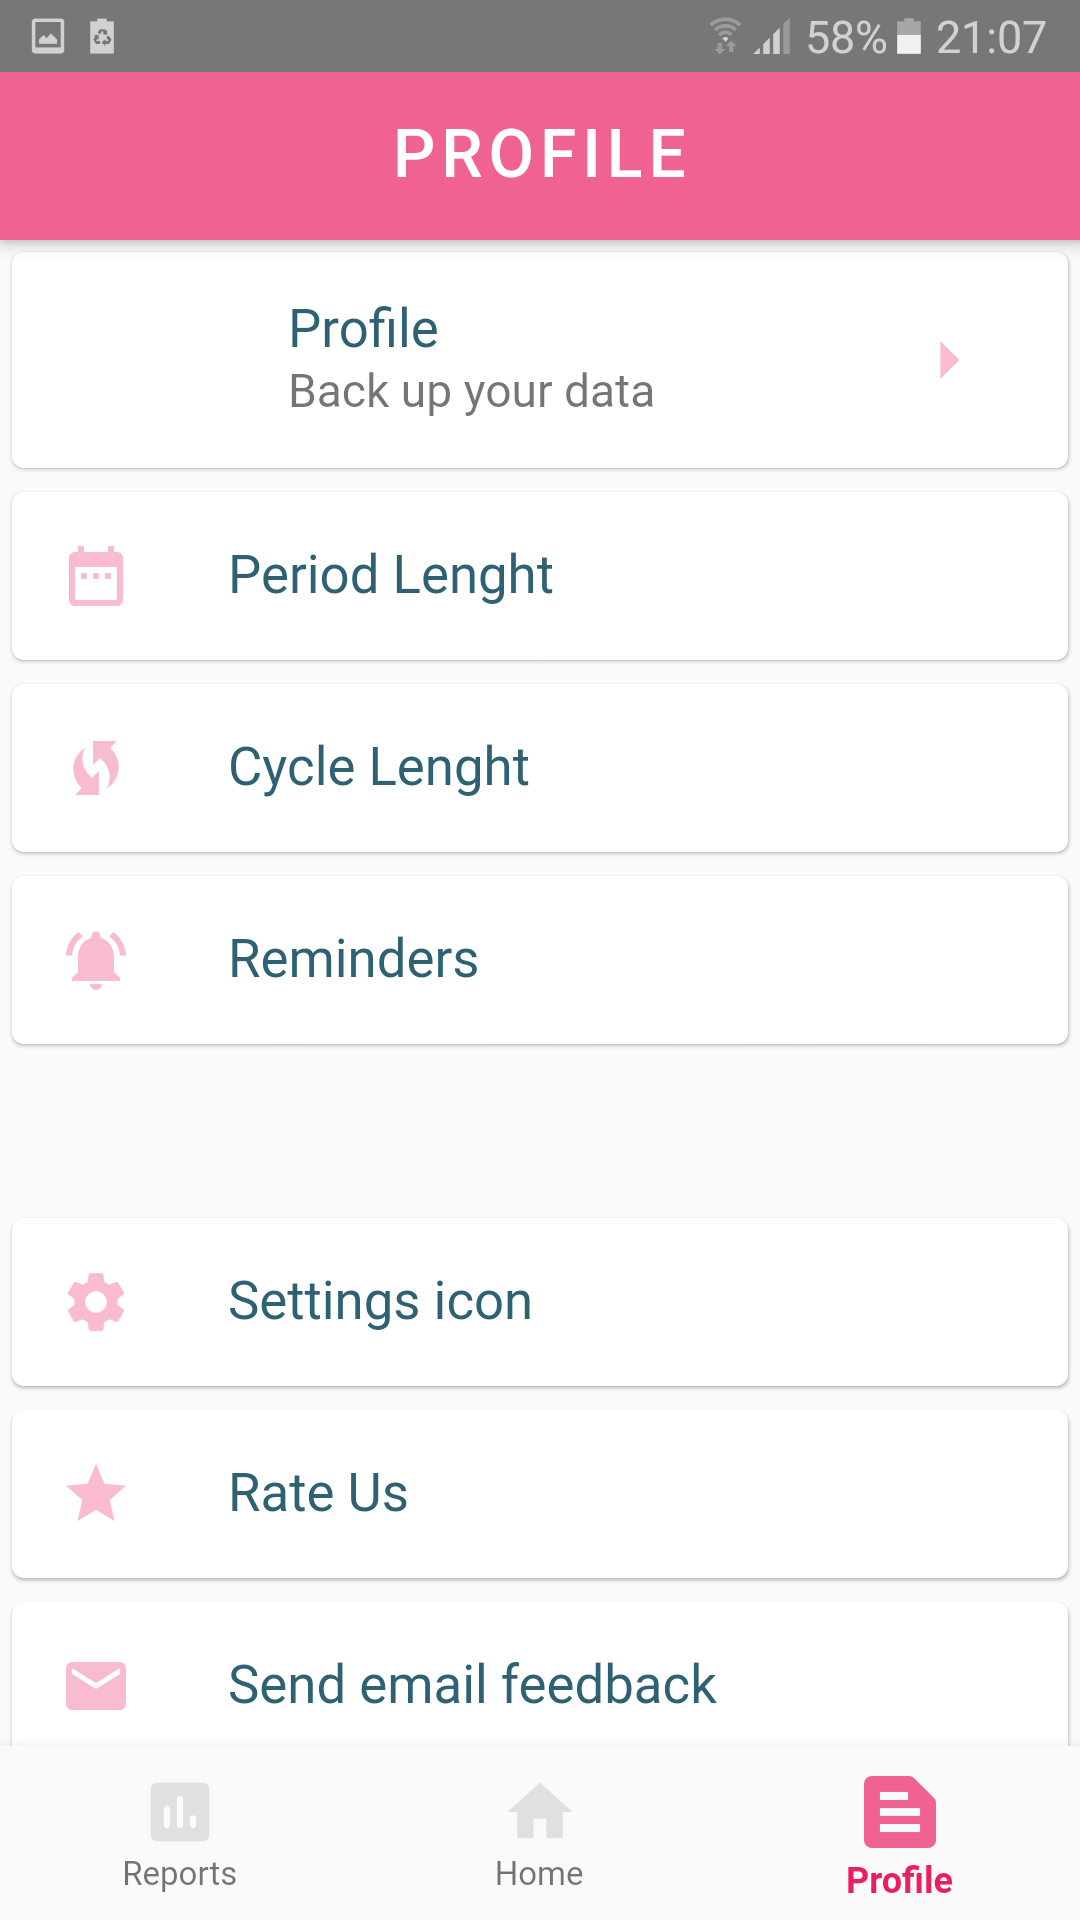 58% 21:07
PROFILE
Profile
Back up your data
Period Lenght
Cycle Lenght
Reminders
Settings icon
Rate Us
Send email feedback
Reports Home Profile